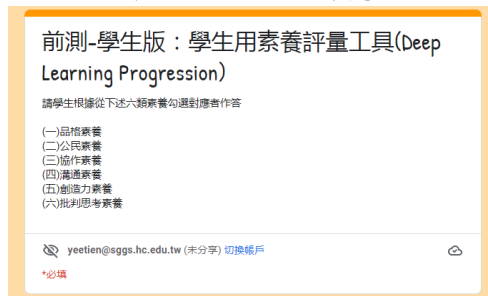 前測-學生版：學生用素養評量工具(Deep
Learning Progression)
請學生根據從下述六類素養勾選對應者作答
(一)品格素養
(二)公民素養
(三)協作素養
(四)溝通素養
(五)創造力素養
(六)批判思考素養
yeetien@sggs.hc.edu.tw (未分享) 切換帳戶
*必填